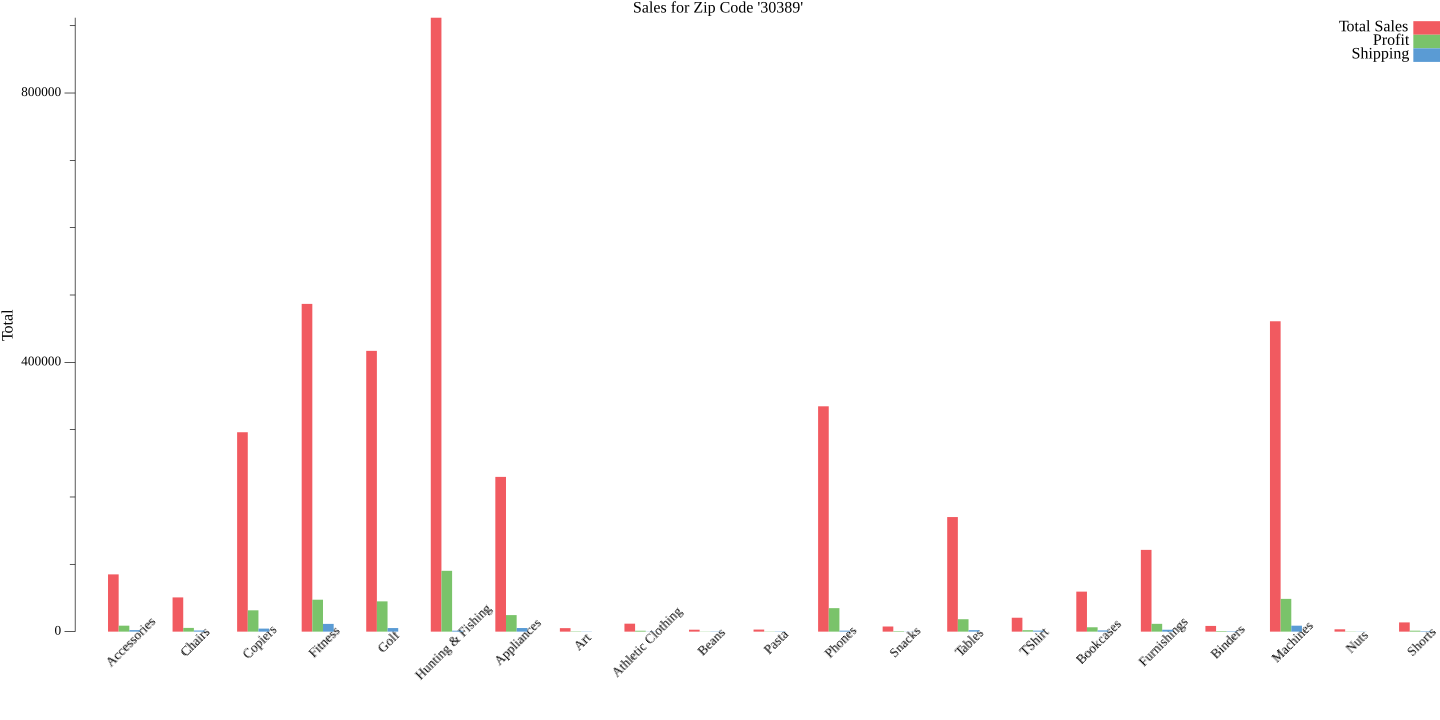 Sales for Zip Code '30389'
Total Sales
Profit
Shipping
800000
400000
0
Total
Accessories
Chairs
Copiers
Fitness
Golf
Hunting & Fishing
Appliances
Art
Athletic Clothing
Beans
Pasta
Phones
Snacks
Tables
TShirt
Bookcases
Furnishings
Binders
Machines
Nuts
Shorts